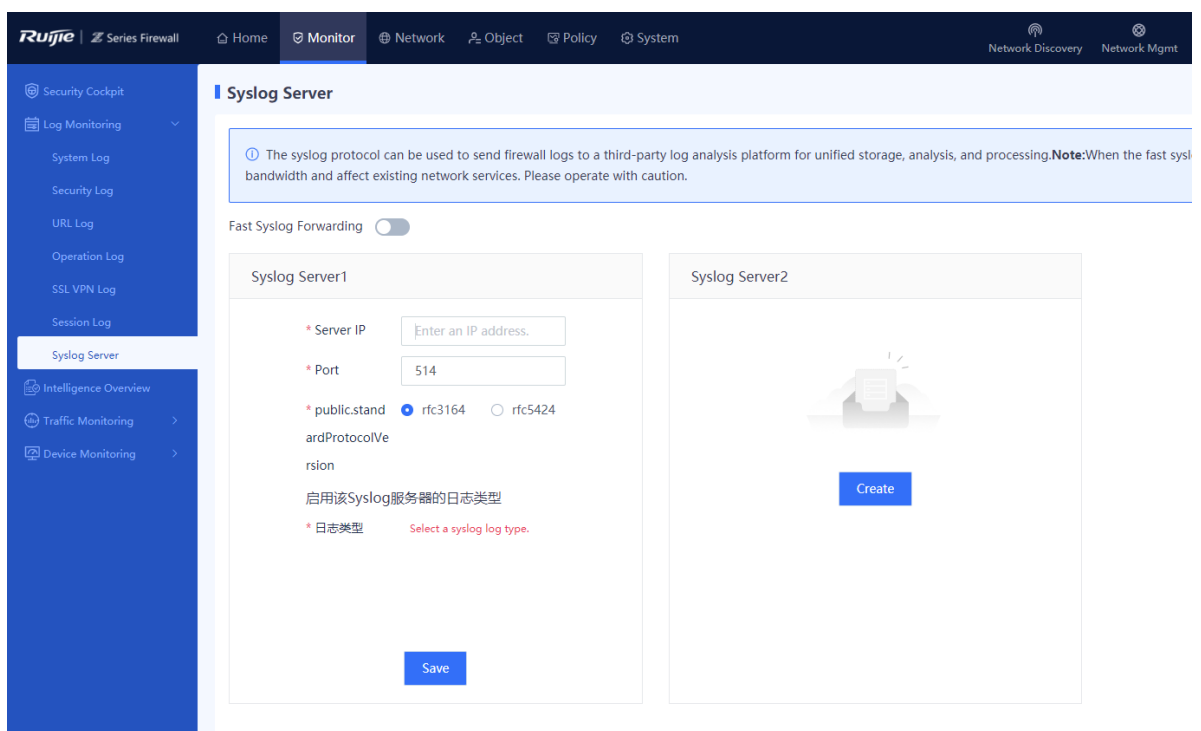 Ruijie | Z Series Firewall
Home
Monitor
Network
Object
Policy
System
Network Discovery
Network Mgmt
Security Cockpit
Log Monitoring
System Log
Security Log
URL Log
Operation Log
SSL VPN Log
Session Log
Syslog Server
Intelligence Overview
Traffic Monitoring
Device Monitoring
Syslog Server
The syslog protocol can be used to send firewall logs to a third-party log analysis platform for unified storage, analysis, and processing.Note:When the fast sysl
bandwidth and affect existing network services. Please operate with caution.
Fast Syslog Forwarding
Syslog Server1
* Server IP
Enter an IP address.
* Port
514
* public.stand
ardProtocolVe
rsion
rfc3164
rfc5424
启用该Syslog服务器的日志类型
* 日志类型
Select a syslog log type.
Save
Syslog Server2
Create